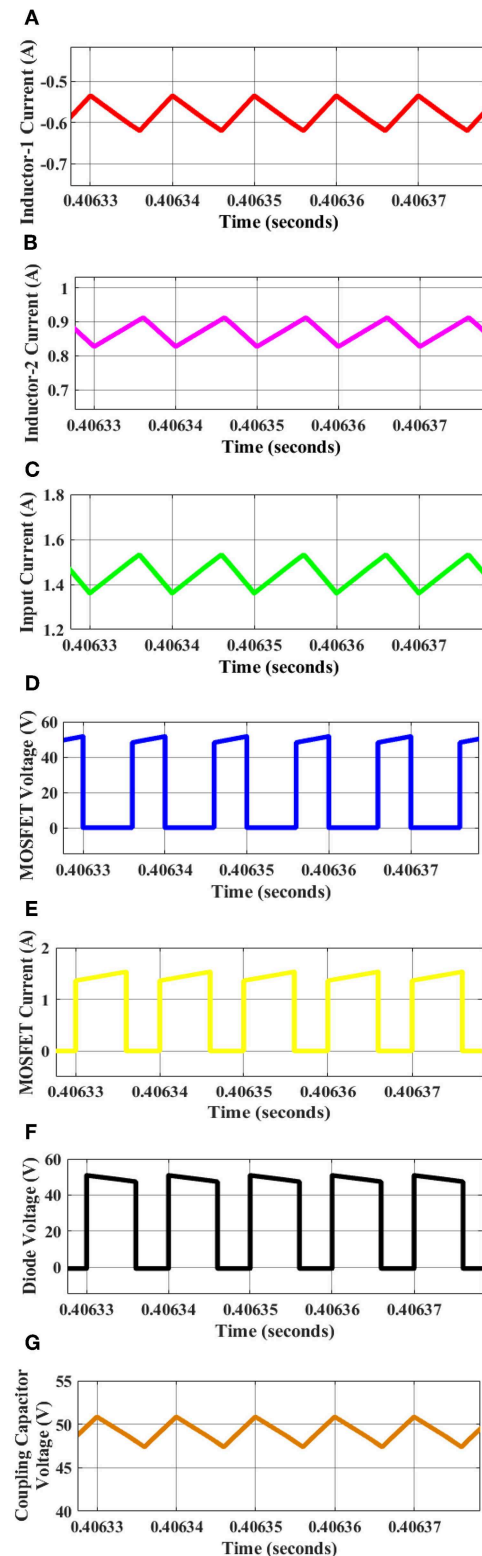 A
Inductor-1 Current (A)
-0.5
-0.6
-0.7
0.40633 0.40634 0.40635 0.40636 0.40637
Time (seconds)
B
Inductor-2 Current (A)
1
0.9
0.8
0.7
0.40633 0.40634 0.40635 0.40636 0.40637
Time (seconds)
C
Input Current (A)
1.8
1.6
1.4
1.2
0.40633 0.40634 0.40635 0.40636 0.40637
Time (seconds)
D
MOSFET Voltage (V)
60
40
20
0
0.40633 0.40634 0.40635 0.40636 0.40637
Time (seconds)
E
MOSFET Current (A)
2
1
0
0.40633 0.40634 0.40635 0.40636 0.40637
Time (seconds)
F
Diode Voltage (V)
60
40
20
0
0.40633 0.40634 0.40635 0.40636 0.40637
Time (seconds)
G
Coupling Capacitor
Voltage (V)
55
50
45
40
0.40633 0.40634 0.40635 0.40636 0.40637
Time (seconds)